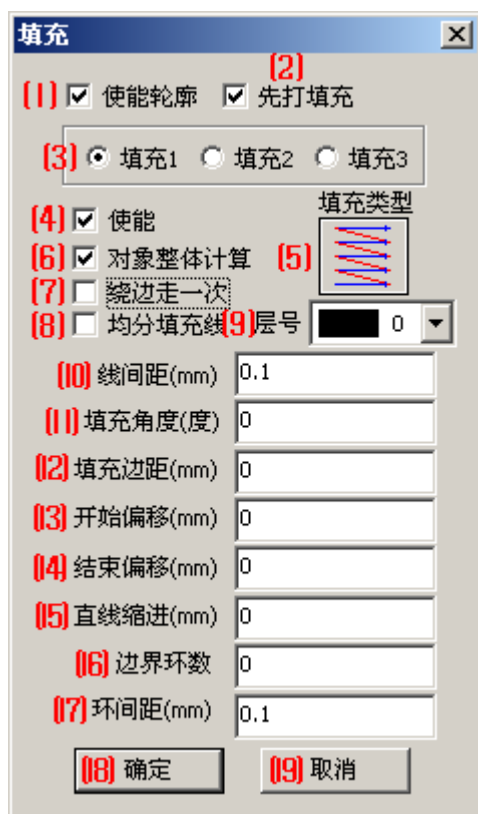 填充
(2)
(1) 使能轮廓 先打填充
(3) 填充1 填充2 填充3
填充类型
(4) 使能
(6) 对象整体计算 (5)
(7) 绕边走一次
(8) 均分填充线 (9) 层号 0
(10) 线间距(mm) 0.1
(11) 填充角度(度) 0
(12) 填充边距(mm) 0
(13) 开始偏移(mm) 0
(14) 结束偏移(mm) 0
(15) 直线缩进(mm) 0
(16) 边界环数 0
(17) 环间距(mm) 0.1
(18) 确定 (19) 取消